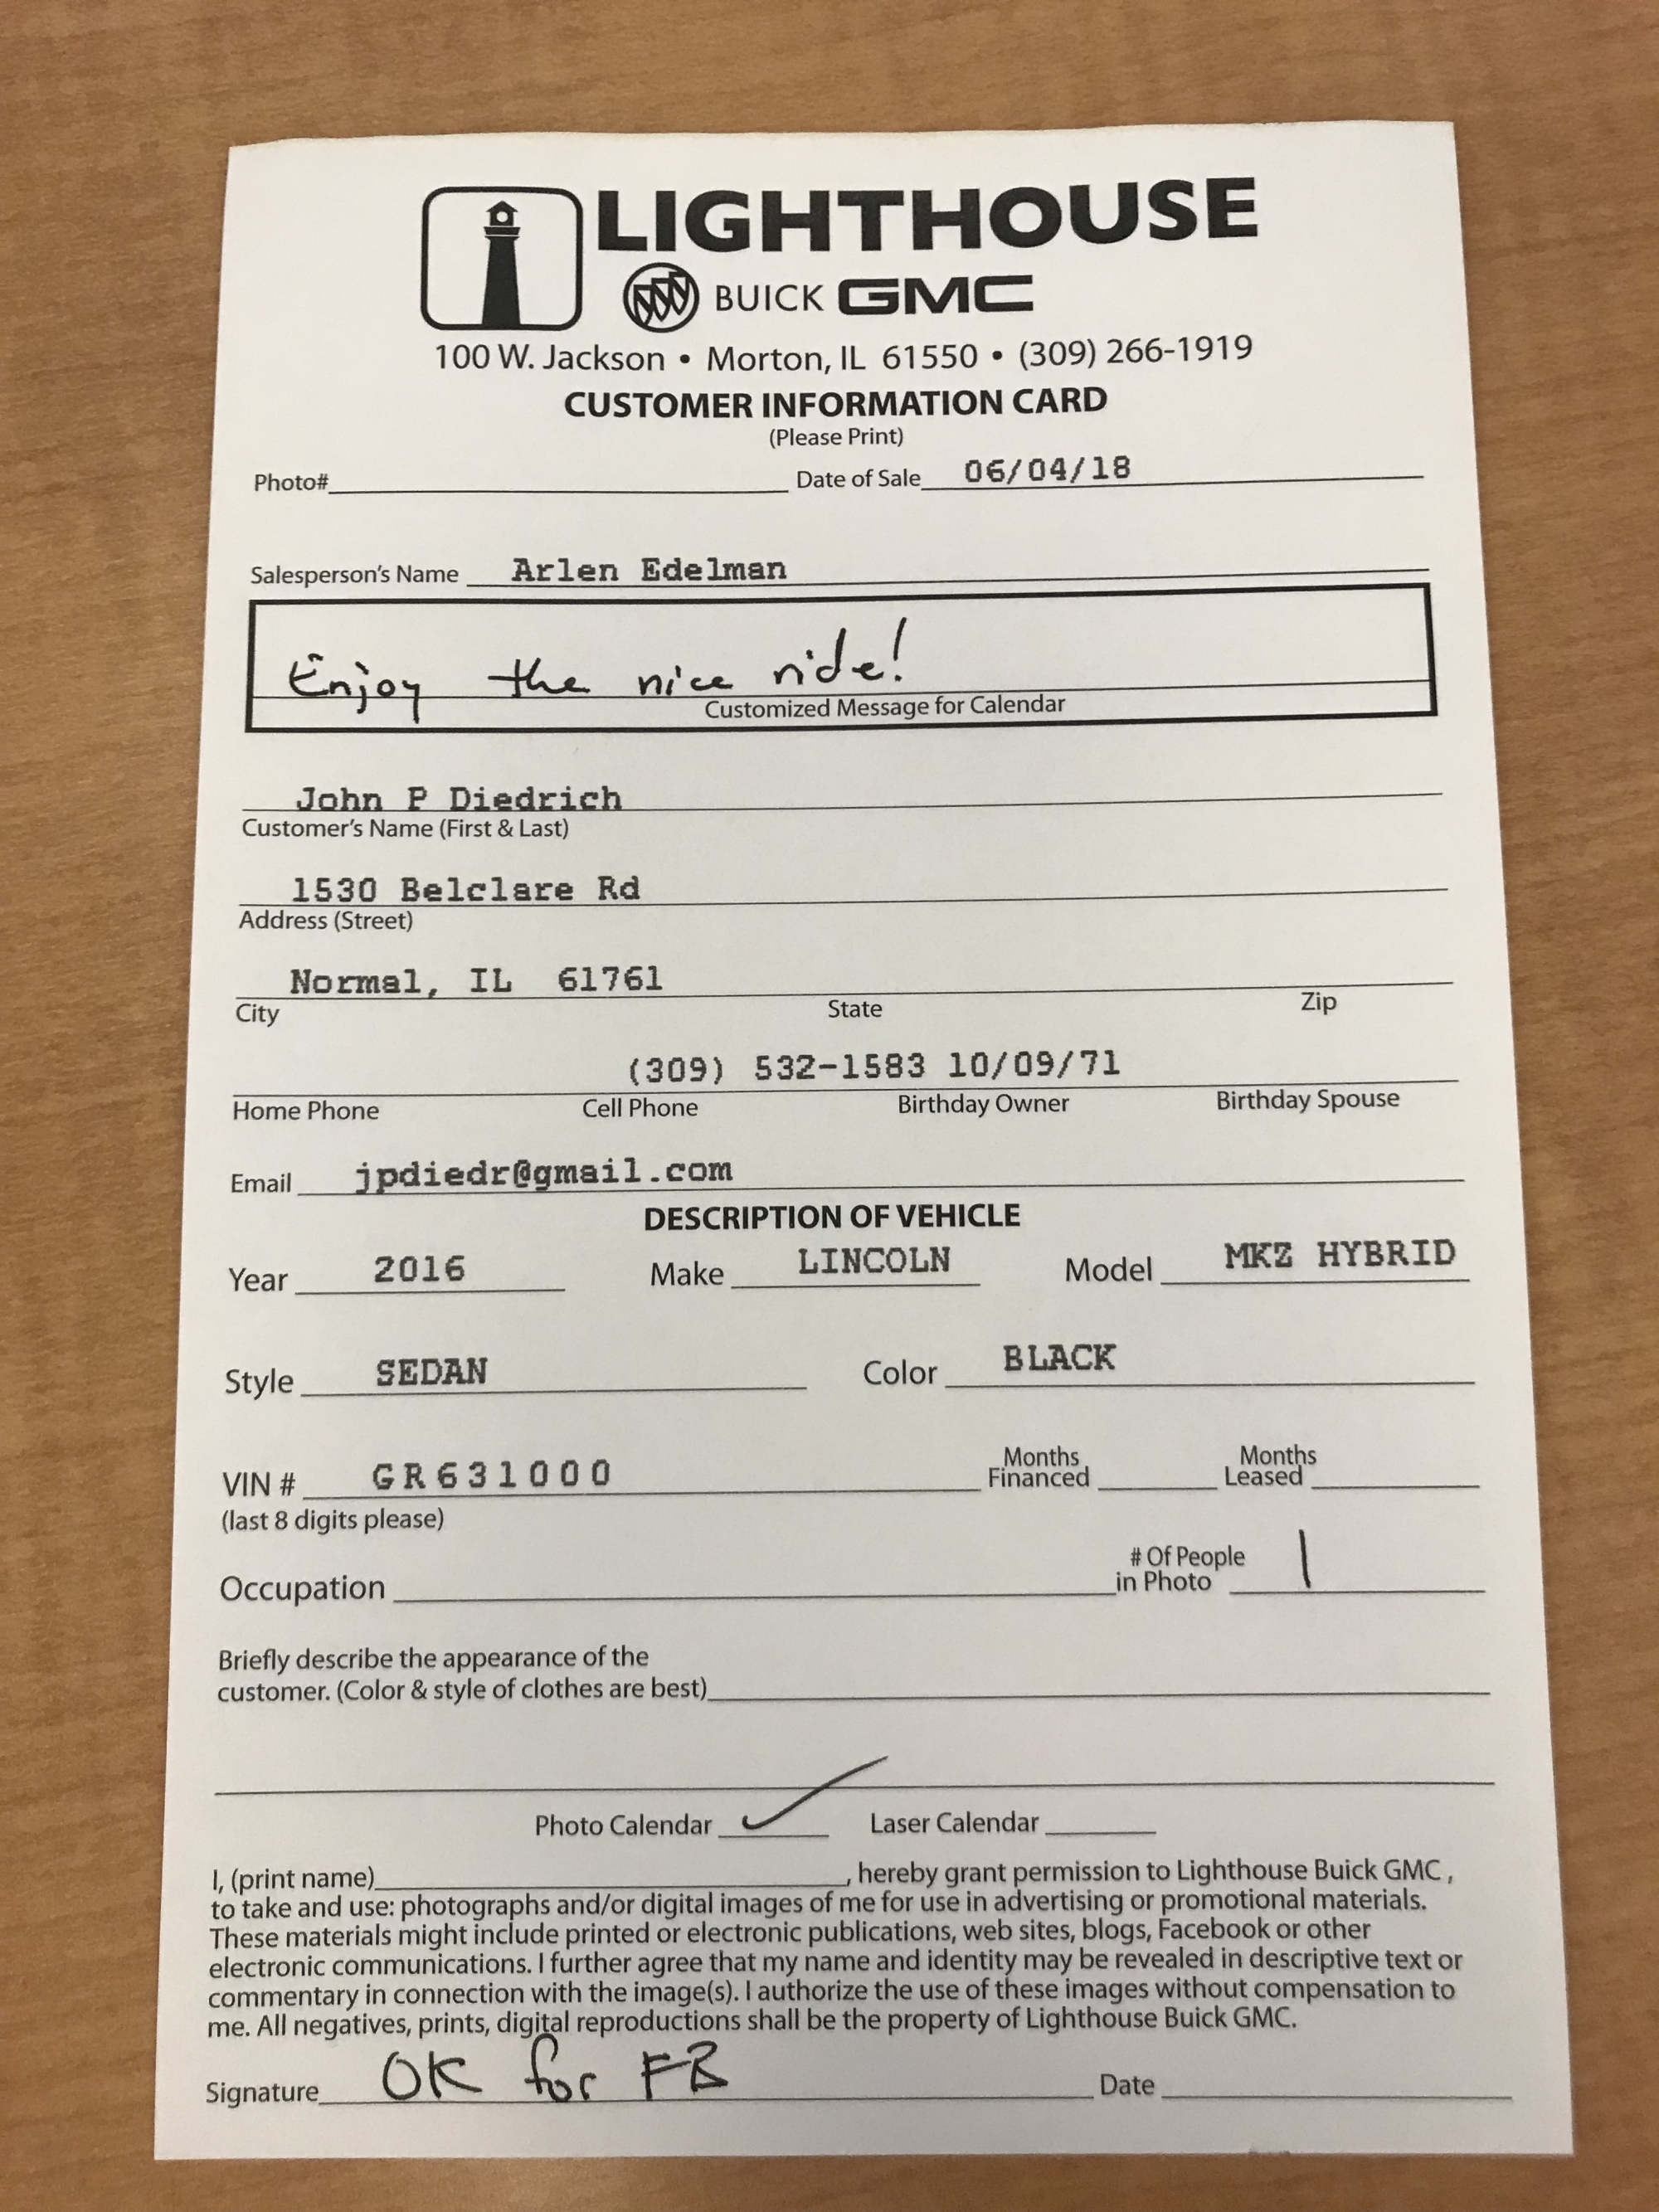 LIGHTHOUSE
BUICK GMC
100 W. Jackson • Morton, IL 61550 • (309) 266-1919
CUSTOMER INFORMATION CARD
(Please Print)
Photo# Date of Sale 06/04/18
Salesperson's Name Arlen Edelman
Enjoy the nice ride!
Customized Message for Calendar
John P Diedrich
Customer's Name (First & Last)
1530 Belclare Rd
Address (Street)
Normal, IL 61761
City State Zip
(309) 532-1583 10/09/71
Home Phone Cell Phone Birthday Owner Birthday Spouse
Email jpdiedr@gmail.com
DESCRIPTION OF VEHICLE
Year 2016 Make LINCOLN Model MKZ HYBRID
Style SEDAN Color BLACK
VIN # GR631000 Months Financed Months Leased
(last 8 digits please)
Occupation # Of People in Photo 1
Briefly describe the appearance of the
customer. (Color & style of clothes are best)
Photo Calendar ✓ Laser Calendar
I, (print name) , hereby grant permission to Lighthouse Buick GMC ,
to take and use: photographs and/or digital images of me for use in advertising or promotional materials.
These materials might include printed or electronic publications, web sites, blogs, Facebook or other
electronic communications. I further agree that my name and identity may be revealed in descriptive text or
commentary in connection with the image(s). I authorize the use of these images without compensation to
me. All negatives, prints, digital reproductions shall be the property of Lighthouse Buick GMC.
Signature OK for FB Date